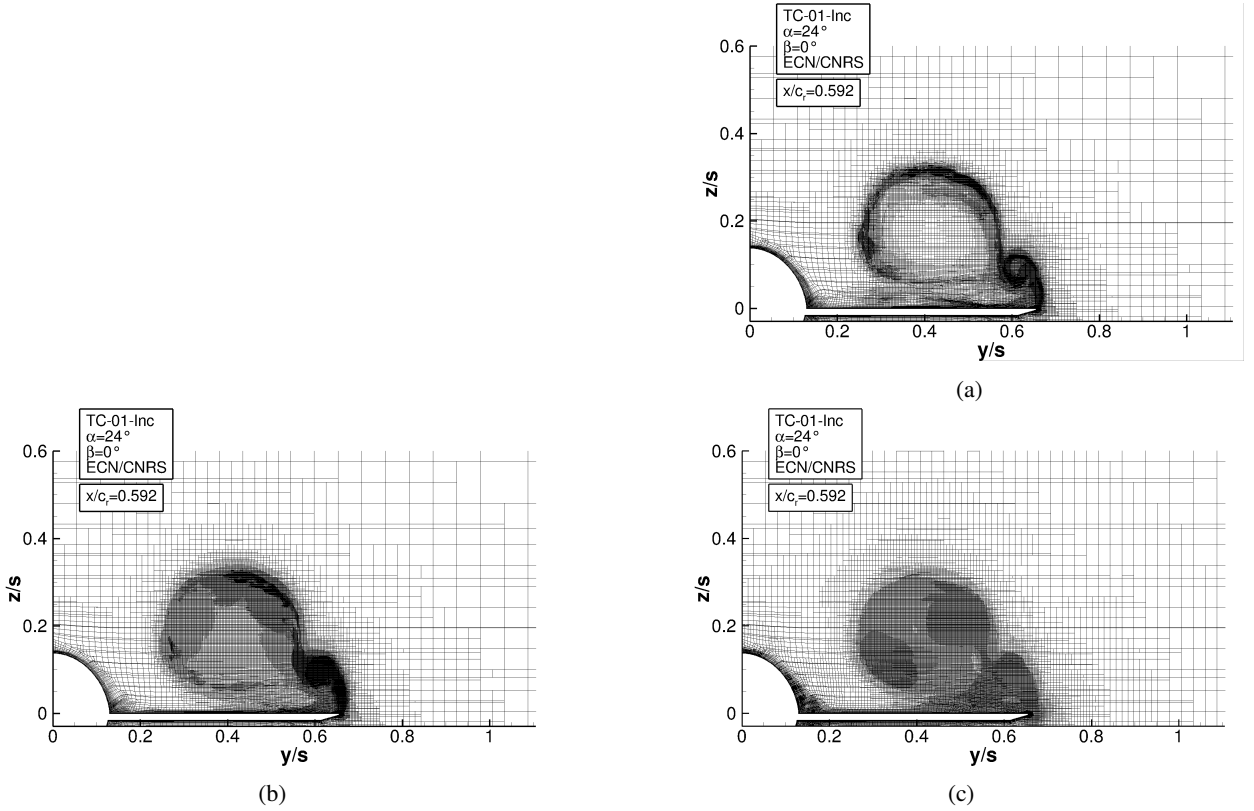 TC-01-Inc
α=24°
β=0°
ECN/CNRS
x/cr=0.592
0.6
0.4
0.2
0
z/s
0 0.2 0.4 0.6 0.8 1
y/s
(a)
TC-01-Inc
α=24°
β=0°
ECN/CNRS
x/cr=0.592
0.6
0.4
0.2
0
z/s
0 0.2 0.4 0.6 0.8 1
y/s
(b)
TC-01-Inc
α=24°
β=0°
ECN/CNRS
x/cr=0.592
0.6
0.4
0.2
0
z/s
0 0.2 0.4 0.6 0.8 1
y/s
(c)